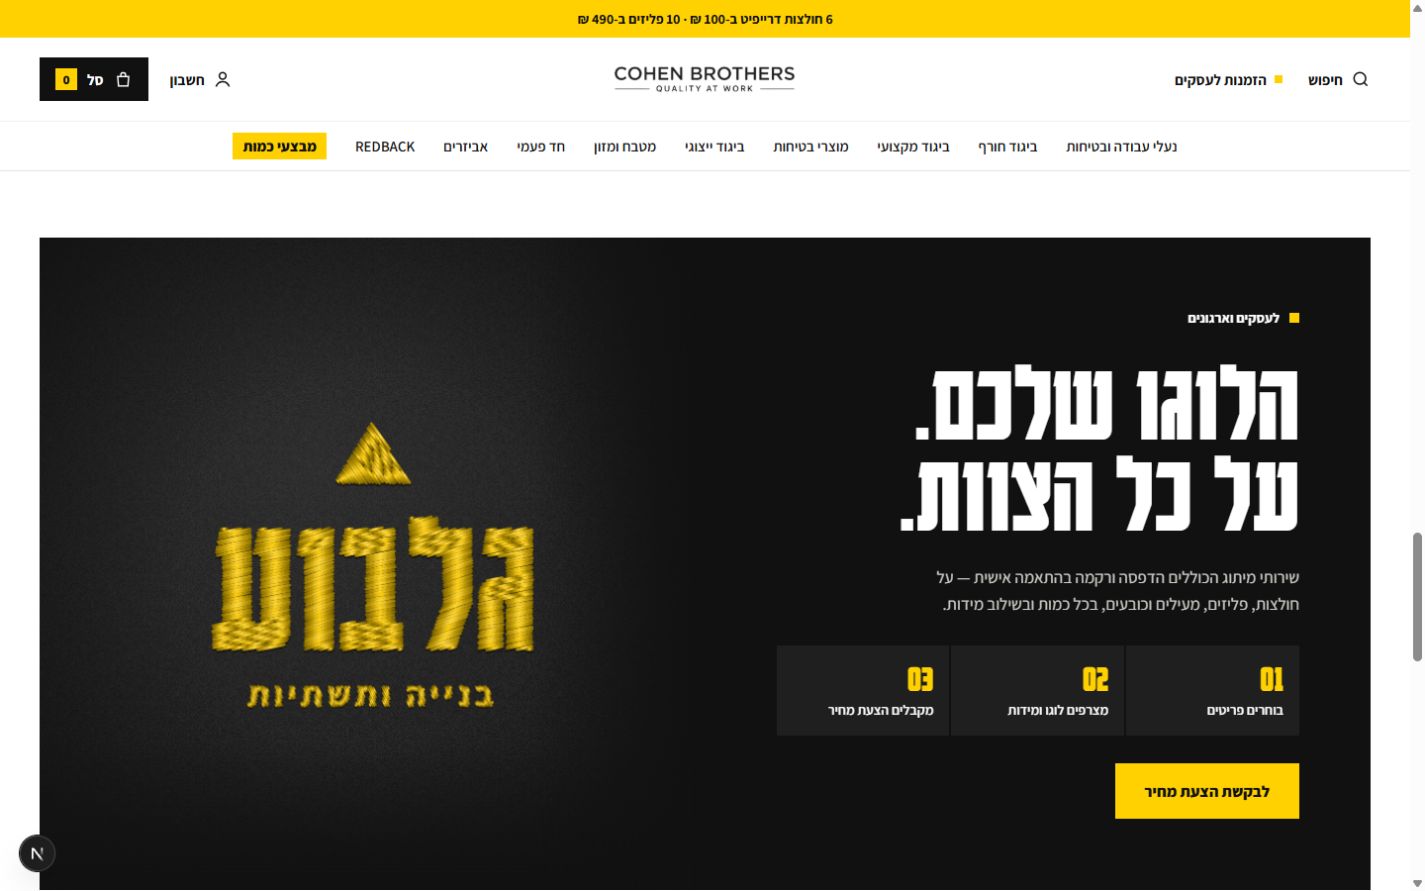 6 חולצות דרייפיט ב-100 ₪ · 10 פליזים ב-490 ₪
חיפוש
הזמנות לעסקים
COHEN BROTHERS
QUALITY AT WORK
חשבון
סל 0
נעלי עבודה ובטיחות
ביגוד חורף
ביגוד מקצועי
מוצרי בטיחות
ביגוד ייצוגי
מטבח ומזון
חד פעמי
אביזרים
REDBACK
מבצעי כמות
לעסקים וארגונים
הלוגו שלכם.
על כל הצוות.
שירותי מיתוג הכוללים הדפסה ורקמה בהתאמה אישית — על
חולצות, פליזים, מעילים וכובעים, בכל כמות ובשילוב מידות.
01
בוחרים פריטים
02
מצרפים לוגו ומידות
03
מקבלים הצעת מחיר
לבקשת הצעת מחיר
גלבוע
בנייה ותשתיות
N